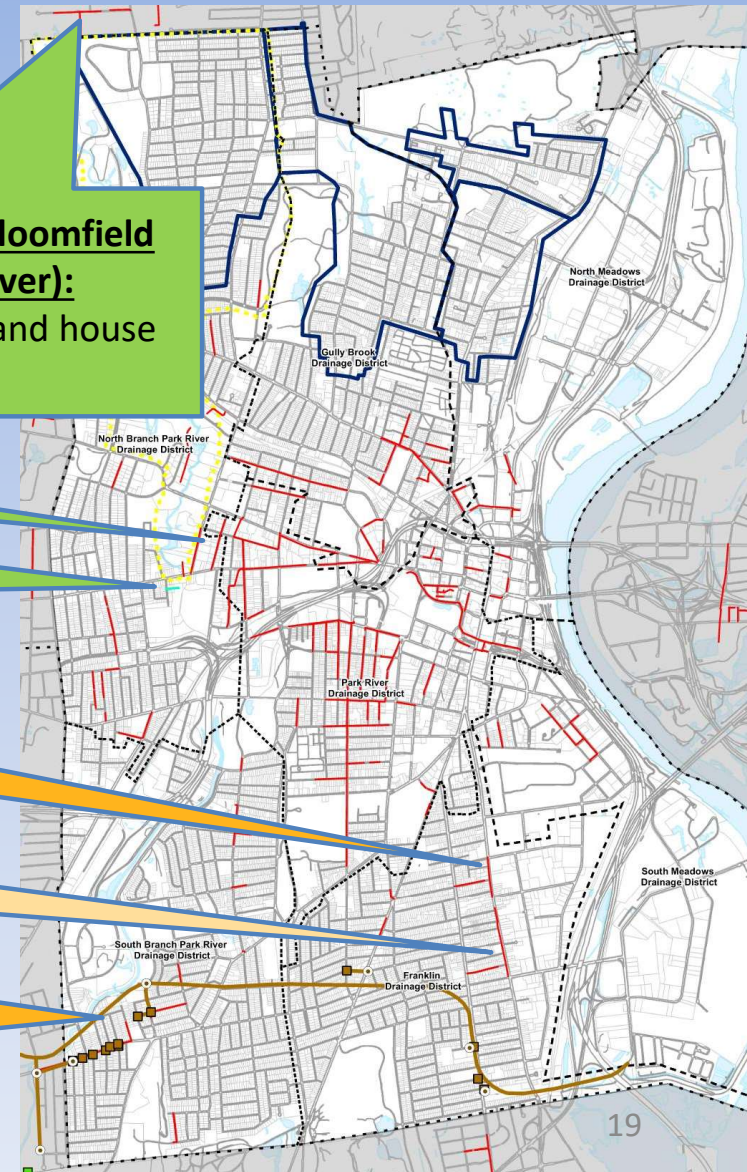 loomfield
ver):
and house
North Meadows
Drainage District
Gully Brook
Drainage District
North Branch Park River
Drainage District
Park River
Drainage District
South Meadows
Drainage District
South Branch Park River
Drainage District
Franklin
Drainage District
19